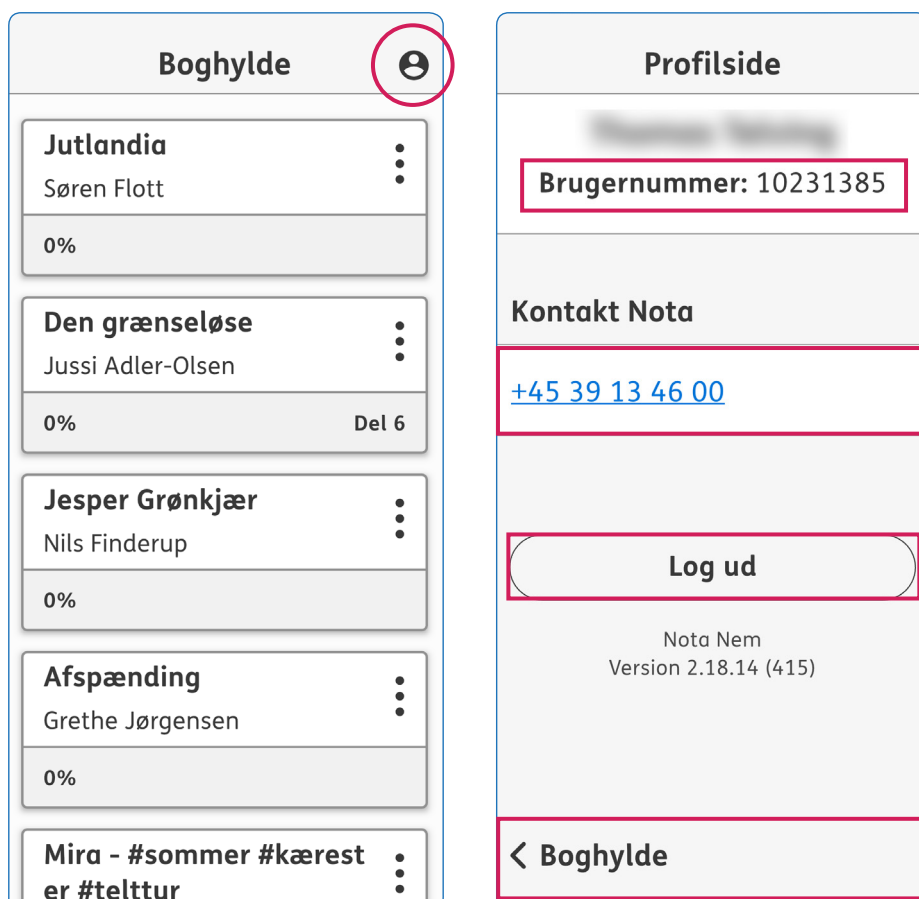 Boghylde
Jutlandia
Søren Flott
0%
Den grænseløse
Jussi Adler-Olsen
0% Del 6
Jesper Grønkjær
Nils Finderup
0%
Afspænding
Grethe Jørgensen
0%
Mira - #sommer #kærest
er #telttur
Profilside
Brugernummer: 10231385
Kontakt Nota
+45 39 13 46 00
Log ud
Nota Nem
Version 2.18.14 (415)
< Boghylde